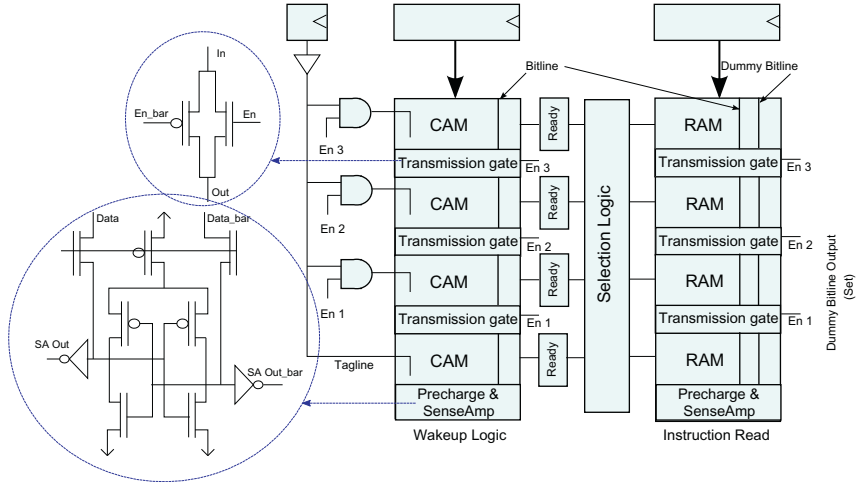 In
En_bar
En
Out
Data
Data_bar
SA Out
SA Out_bar
Bitline
Dummy Bitline
En 3
CAM
Ready
RAM
Transmission gate
En 3
Transmission gate
En 3
En 2
CAM
Ready
RAM
Transmission gate
En 2
Transmission gate
En 2
En 1
CAM
Ready
RAM
Transmission gate
En 1
Transmission gate
En 1
Tagline
CAM
Ready
RAM
Precharge &
SenseAmp
Precharge &
SenseAmp
Selection Logic
Dummy Bitline Output
(Set)
Wakeup Logic
Instruction Read